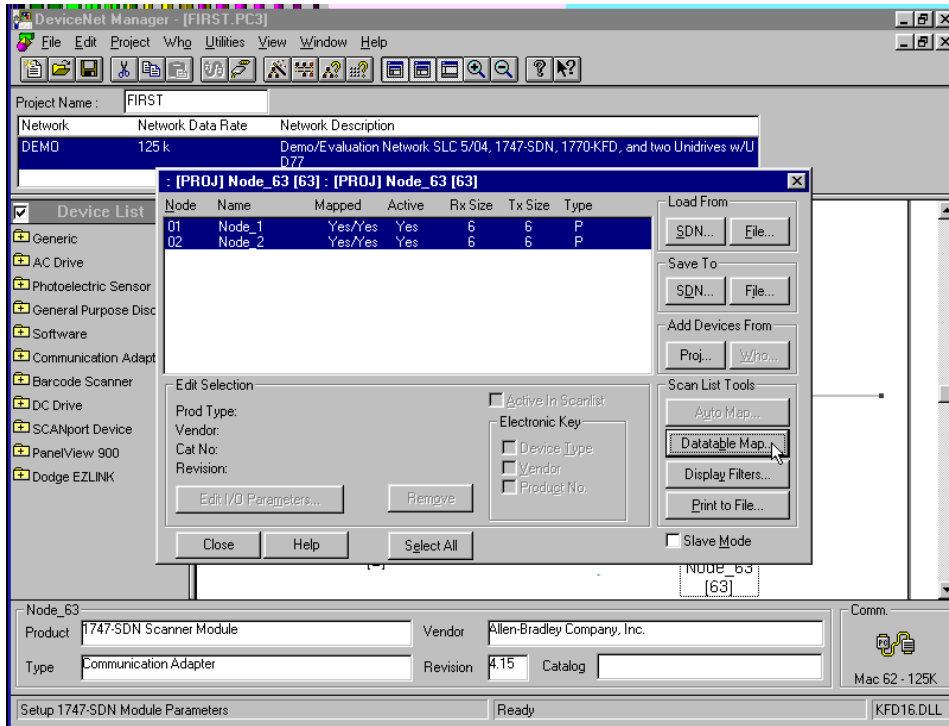 DeviceNet Manager - [FIRST.PC3]
File Edit Project Who Utilities View Window Help
Project Name : FIRST
Network Network Data Rate Network Description
DEMO 125 k Demo/Evaluation Network SLC 5/04, 1747-SDN, 1770-KFD, and two Unidrives w/U
D77
: [PROJ] Node_63 [63] : [PROJ] Node_63 [63]
Node Name Mapped Active Rx Size Tx Size Type
01 Node_1 Yes/Yes Yes 6 6 P
02 Node_2 Yes/Yes Yes 6 6 P
Load From
SDN... File...
Save To
SDN... File...
Add Devices From
Proj... Who...
Scan List Tools
Auto Map...
Datatable Map...
Display Filters...
Print to File...
Slave Mode
Edit Selection
Prod Type:
Vendor:
Cat No:
Revision:
Edit I/O Parameters...
Remove
Active In Scanlist
Electronic Key
Device Type
Vendor
Product No.
Close Help Select All
Device List
Generic
AC Drive
Photoelectric Sensor
General Purpose Disc
Software
Communication Adapt
Barcode Scanner
DC Drive
SCANport Device
PanelView 900
Dodge EZLINK
Node_63
[63]
Node_63
Product 1747-SDN Scanner Module Vendor Allen-Bradley Company, Inc.
Type Communication Adapter Revision 4.15 Catalog
Comm.
Mac 62 - 125K
Setup 1747-SDN Module Parameters Ready KFD16.DLL